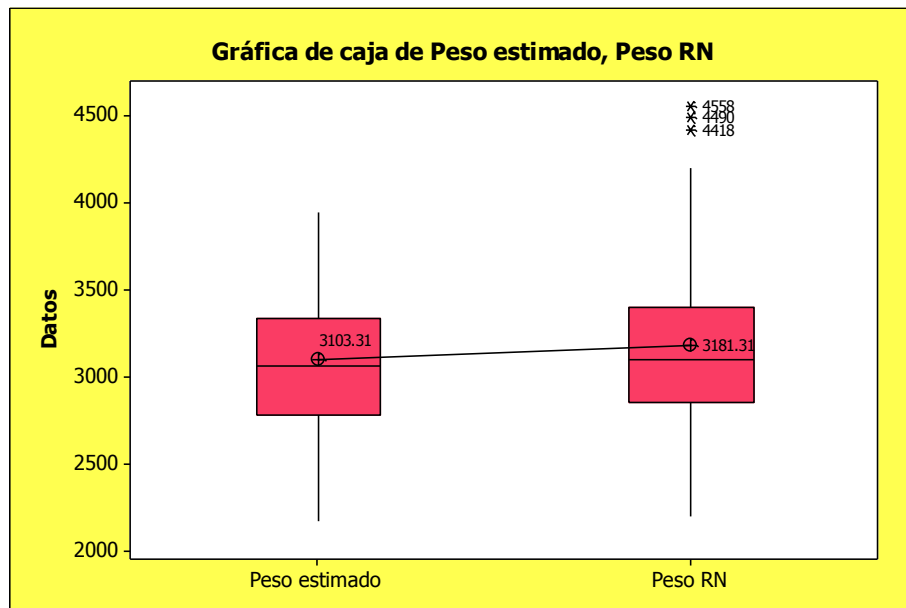 Gráfica de caja de Peso estimado, Peso RN
4500
4000
3500
3000
2500
2000
Datos
3103.31
4558
4490
4418
3181.31
Peso estimado
Peso RN